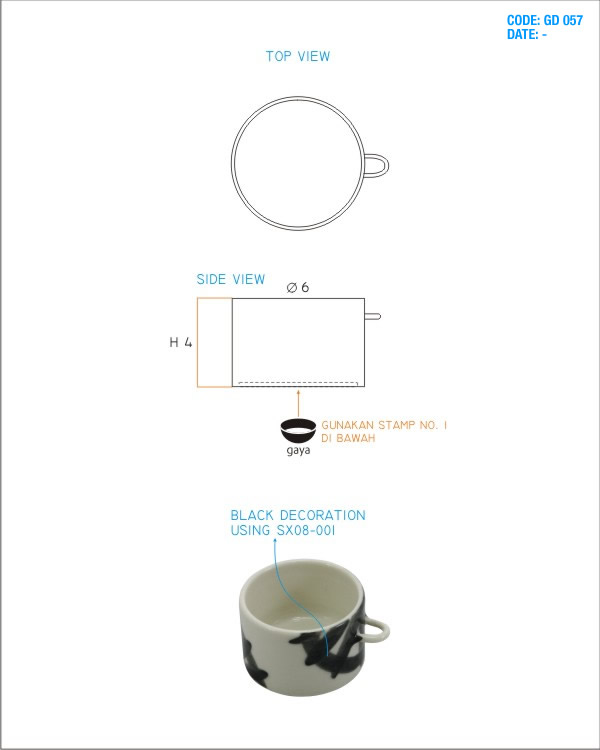 CODE: GD 057
DATE: -
TOP VIEW
SIDE VIEW
Ø 6
H 4
GUNAKAN STAMP NO. 1
DI BAWAH
gaya
BLACK DECORATION
USING SX08-001